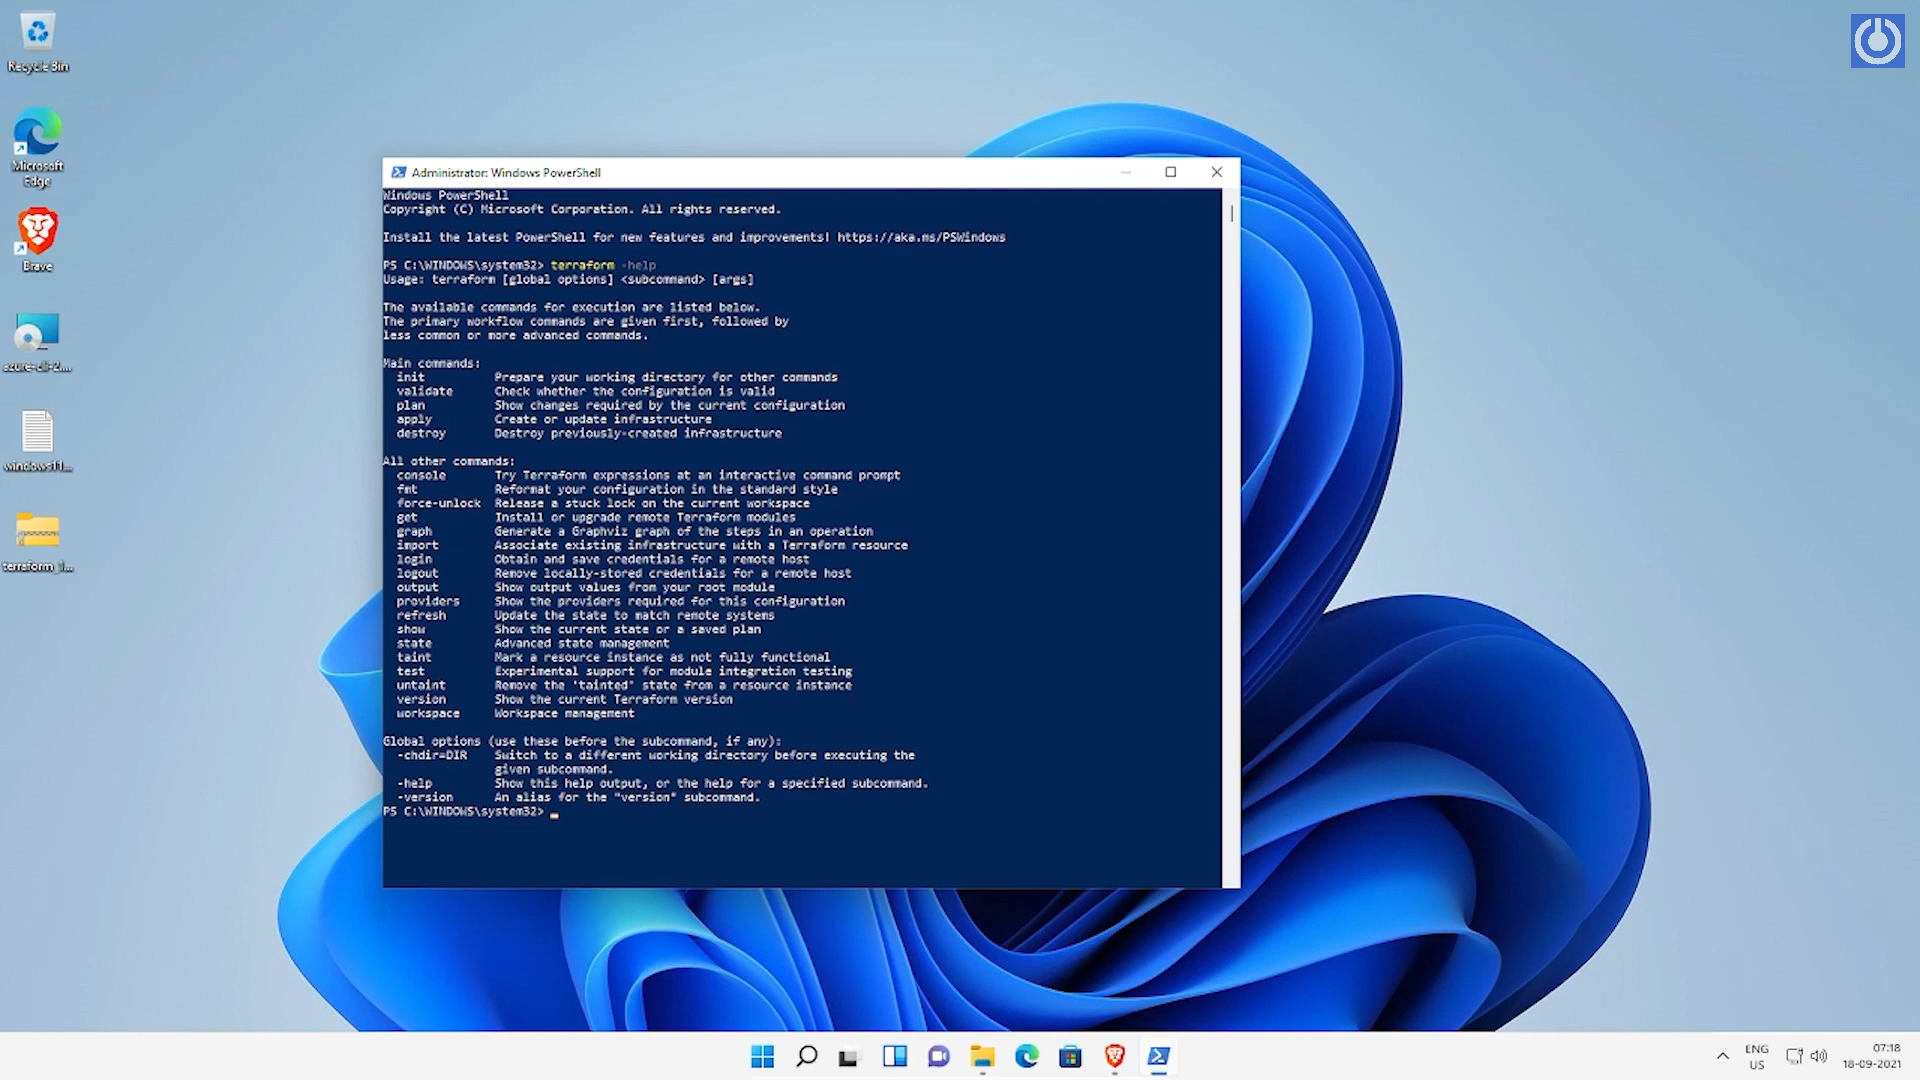 Recycle Bin
Microsoft
Edge
Brave
azure-cli-2....
windows11...
terraform_1...
Administrator: Windows PowerShell
Windows PowerShell
Copyright (C) Microsoft Corporation. All rights reserved.
Install the latest PowerShell for new features and improvements! https://aka.ms/PSWindows
PS C:\WINDOWS\system32> terraform -help
Usage: terraform [global options] <subcommand> [args]
The available commands for execution are listed below.
The primary workflow commands are given first, followed by
less common or more advanced commands.
Main commands:
init Prepare your working directory for other commands
validate Check whether the configuration is valid
plan Show changes required by the current configuration
apply Create or update infrastructure
destroy Destroy previously-created infrastructure
All other commands:
console Try Terraform expressions at an interactive command prompt
fmt Reformat your configuration in the standard style
force-unlock Release a stuck lock on the current workspace
get Install or upgrade remote Terraform modules
graph Generate a Graphviz graph of the steps in an operation
import Associate existing infrastructure with a Terraform resource
login Obtain and save credentials for a remote host
logout Remove locally-stored credentials for a remote host
output Show output values from your root module
providers Show the providers required for this configuration
refresh Update the state to match remote systems
show Show the current state or a saved plan
state Advanced state management
taint Mark a resource instance as not fully functional
test Experimental support for module integration testing
untaint Remove the 'tainted' state from a resource instance
version Show the current Terraform version
workspace Workspace management
Global options (use these before the subcommand, if any):
-chdir=DIR Switch to a different working directory before executing the
given subcommand.
-help Show this help output, or the help for a specified subcommand.
-version An alias for the "version" subcommand.
PS C:\WINDOWS\system32>
ENG
US
07:18
18-09-2021